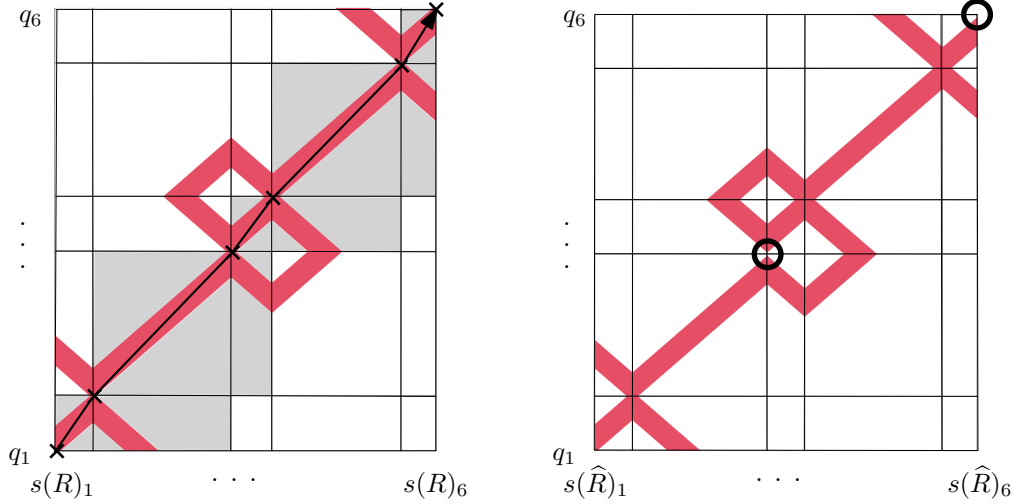 q₆
q₁
s(R)₁
· · ·
s(R)₆
· · ·
q₆
q₁
s(R̂)₁
· · ·
s(R̂)₆
· · ·